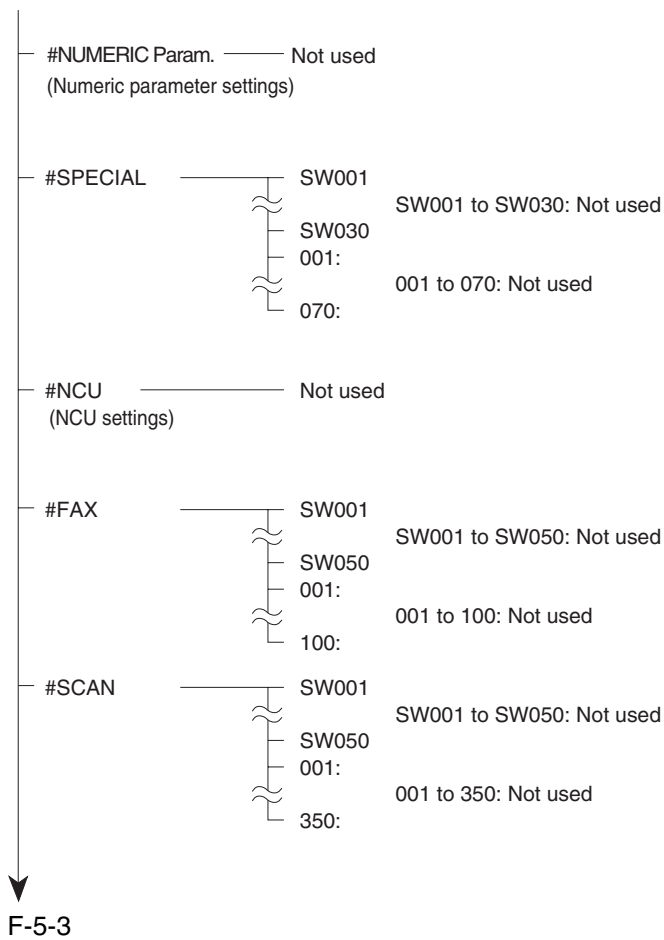 #NUMERIC Param. Not used
(Numeric parameter settings)
#SPECIAL SW001
SW001 to SW030: Not used
SW030
001:
001 to 070: Not used
070:
#NCU Not used
(NCU settings)
#FAX SW001
SW001 to SW050: Not used
SW050
001:
001 to 100: Not used
100:
#SCAN SW001
SW001 to SW050: Not used
SW050
001:
001 to 350: Not used
350:
F-5-3